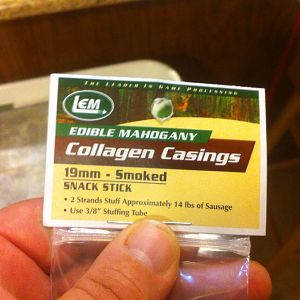 THE LEADER IN GAME PROCESSING
LEM
EDIBLE MAHOGANY
Collagen Casings
19mm - Smoked
SNACK STICK
• 2 Strands Stuff Approximately 14 lbs of Sausage
• Use 3/8" Stuffing Tube